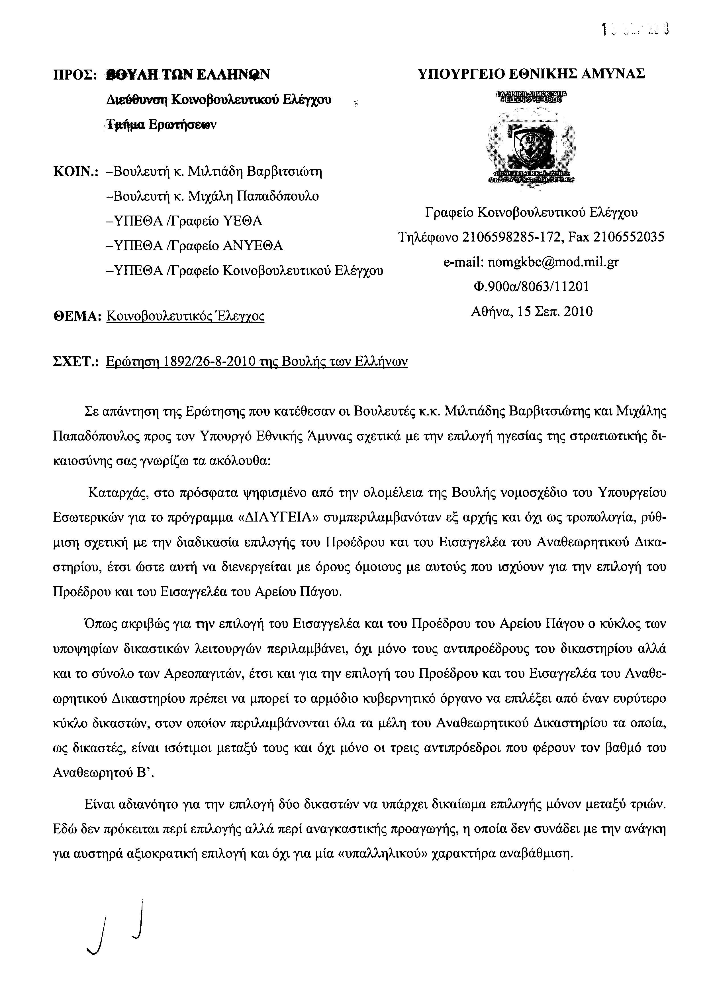 ΠΡΟΣ: ΒΟΥΛΗ ΤΩΝ ΕΛΛΗΝΩΝ
Διεύθυνση Κοινοβουλευτικού Ελέγχου
Τμήμα Ερωτήσεων
ΚΟΙΝ.: –Βουλευτή κ. Μιλτιάδη Βαρβιτσιώτη
–Βουλευτή κ. Μιχάλη Παπαδόπουλο
–ΥΠΕΘΑ /Γραφείο ΥΕΘΑ
–ΥΠΕΘΑ /Γραφείο ΑΝΥΕΘΑ
–ΥΠΕΘΑ /Γραφείο Κοινοβουλευτικού Ελέγχου
ΘΕΜΑ: Κοινοβουλευτικός Έλεγχος
ΥΠΟΥΡΓΕΙΟ ΕΘΝΙΚΗΣ ΑΜΥΝΑΣ
ΕΛΛΗΝΙΚΗ ΔΗΜΟΚΡΑΤΙΑ
HELLENIC REPUBLIC
ΥΠΟΥΡΓΕΙΟ ΕΘΝΙΚΗΣ ΑΜΥΝΑΣ
MINISTRY OF NATIONAL DEFENCE
Γραφείο Κοινοβουλευτικού Ελέγχου
Τηλέφωνο 2106598285-172, Fax 2106552035
e-mail: nomgkbe@mod.mil.gr
Φ.900α/8063/11201
Αθήνα, 15 Σεπ. 2010
ΣΧΕΤ.: Ερώτηση 1892/26-8-2010 της Βουλής των Ελλήνων
Σε απάντηση της Ερώτησης που κατέθεσαν οι Βουλευτές κ.κ. Μιλτιάδης Βαρβιτσιώτης και Μιχάλης
Παπαδόπουλος προς τον Υπουργό Εθνικής Άμυνας σχετικά με την επιλογή ηγεσίας της στρατιωτικής δι-
καιοσύνης σας γνωρίζω τα ακόλουθα:
Καταρχάς, στο πρόσφατα ψηφισμένο από την ολομέλεια της Βουλής νομοσχέδιο του Υπουργείου
Εσωτερικών για το πρόγραμμα «ΔΙΑΥΓΕΙΑ» συμπεριλαμβανόταν εξ αρχής και όχι ως τροπολογία, ρύθ-
μιση σχετική με την διαδικασία επιλογής του Προέδρου και του Εισαγγελέα του Αναθεωρητικού Δικα-
στηρίου, έτσι ώστε αυτή να διενεργείται με όρους όμοιους με αυτούς που ισχύουν για την επιλογή του
Προέδρου και του Εισαγγελέα του Αρείου Πάγου.
Όπως ακριβώς για την επιλογή του Εισαγγελέα και του Προέδρου του Αρείου Πάγου ο κύκλος των
υποψηφίων δικαστικών λειτουργών περιλαμβάνει, όχι μόνο τους αντιπροέδρους του δικαστηρίου αλλά
και το σύνολο των Αρεοπαγιτών, έτσι και για την επιλογή του Προέδρου και του Εισαγγελέα του Αναθε-
ωρητικού Δικαστηρίου πρέπει να μπορεί το αρμόδιο κυβερνητικό όργανο να επιλέξει από έναν ευρύτερο
κύκλο δικαστών, στον οποίον περιλαμβάνονται όλα τα μέλη του Αναθεωρητικού Δικαστηρίου τα οποία,
ως δικαστές, είναι ισότιμοι μεταξύ τους και όχι μόνο οι τρεις αντιπρόεδροι που φέρουν τον βαθμό του
Αναθεωρητού Β’.
Είναι αδιανόητο για την επιλογή δύο δικαστών να υπάρχει δικαίωμα επιλογής μόνον μεταξύ τριών.
Εδώ δεν πρόκειται περί επιλογής αλλά περί αναγκαστικής προαγωγής, η οποία δεν συνάδει με την ανάγκη
για αυστηρά αξιοκρατική επιλογή και όχι για μία «υπαλληλικού» χαρακτήρα αναβάθμιση.